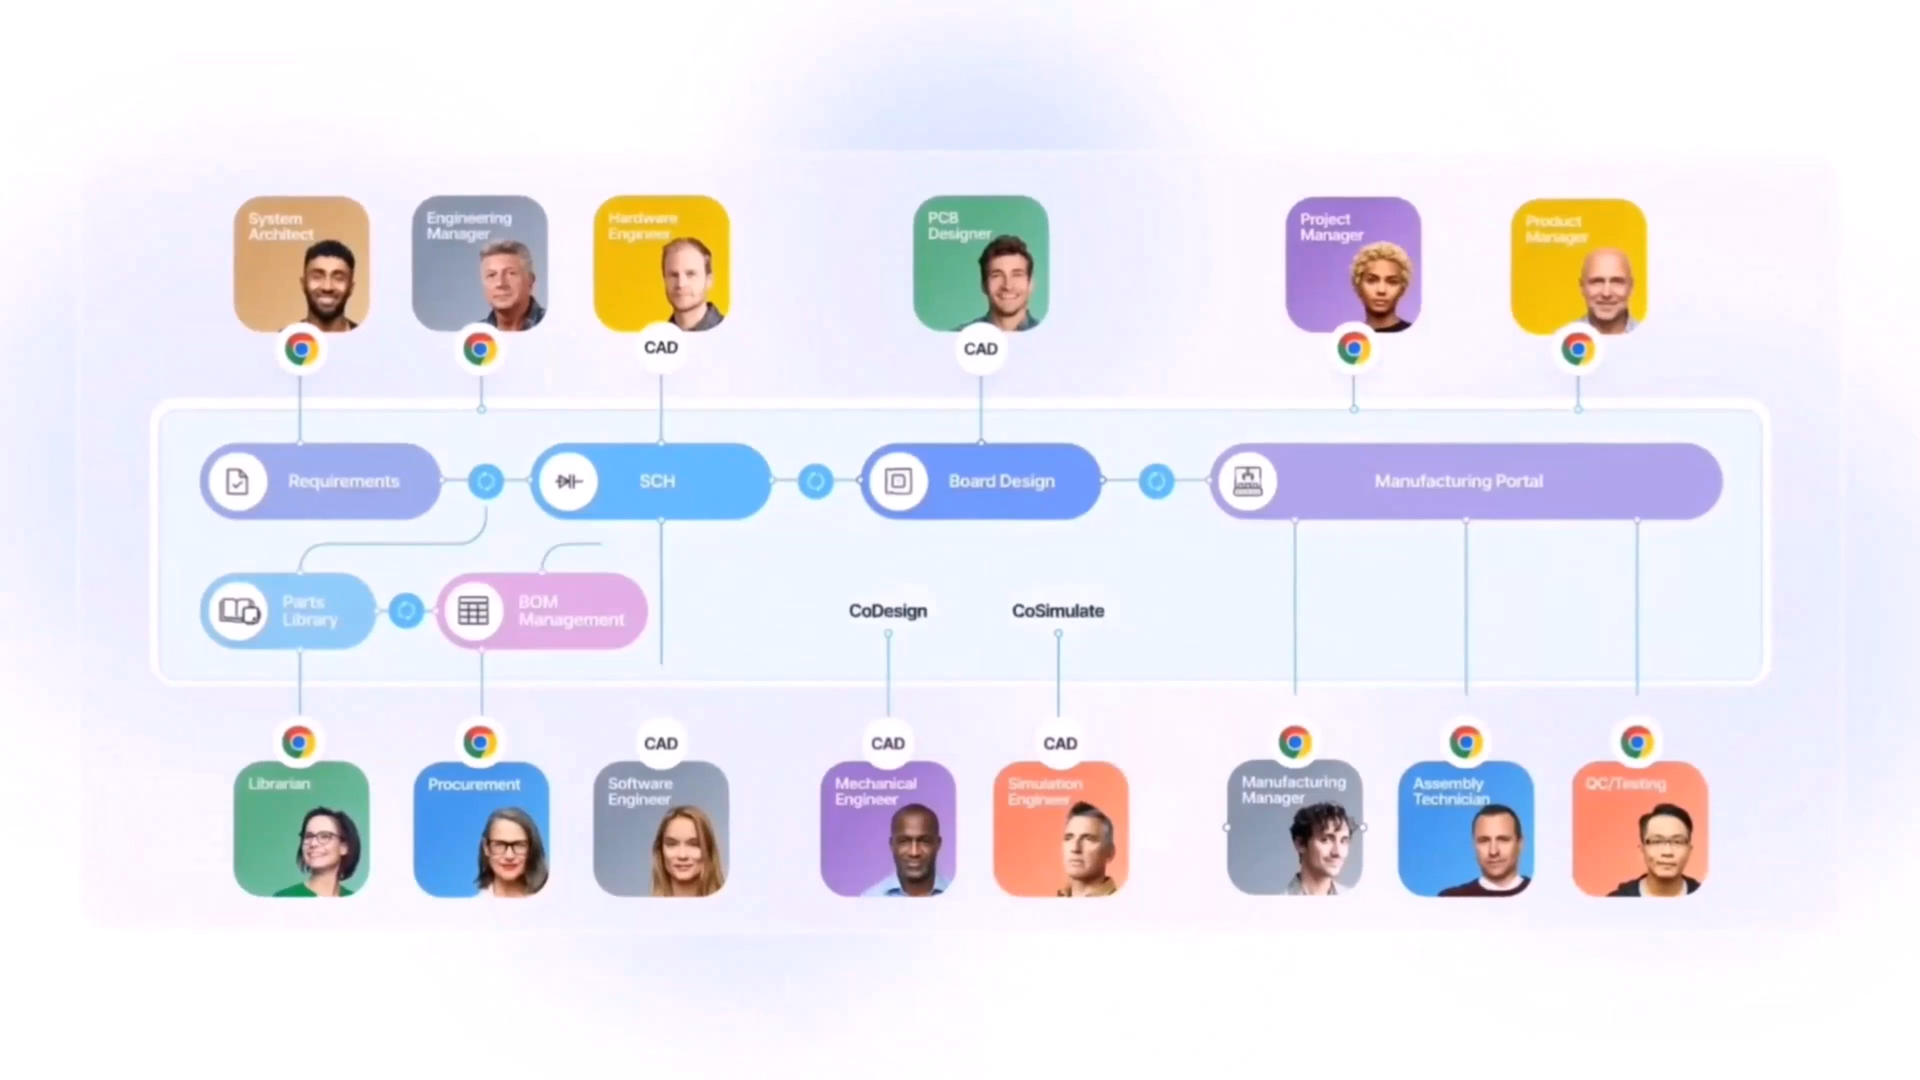 System
Architect
Engineering
Manager
Hardware
Engineer
PCB
Designer
Project
Manager
Product
Manager
CAD
CAD
Requirements
SCH
Board Design
Manufacturing Portal
Parts
Library
BOM
Management
CoDesign
CoSimulate
CAD
CAD
CAD
Librarian
Procurement
Software
Engineer
Mechanical
Engineer
Simulation
Engineer
Manufacturing
Manager
Assembly
Technician
QC/Testing